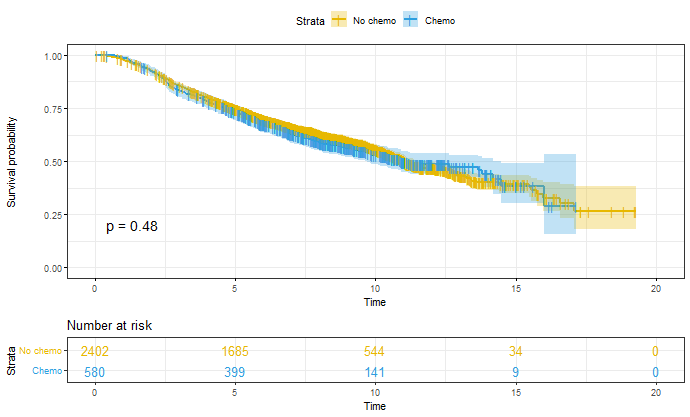 Strata No chemo Chemo
Survival probability
1.00
0.75
0.50
0.25
0.00
p = 0.48
0 5 10 15 20
Time
Number at risk
Strata
No chemo 2402 1685 544 34 0
Chemo 580 399 141 9 0
0 5 10 15 20
Time